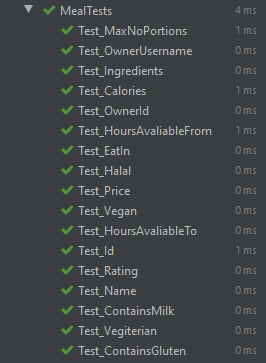 MealTests 4 ms
Test_MaxNoPortions 1 ms
Test_OwnerUsername 0 ms
Test_Ingredients 0 ms
Test_Calories 1 ms
Test_OwnerId 0 ms
Test_HoursAvaliableFrom 1 ms
Test_EatIn 0 ms
Test_Halal 0 ms
Test_Price 0 ms
Test_Vegan 0 ms
Test_HoursAvaliableTo 0 ms
Test_Id 1 ms
Test_Rating 0 ms
Test_Name 0 ms
Test_ContainsMilk 0 ms
Test_Vegiterian 0 ms
Test_ContainsGluten 0 ms